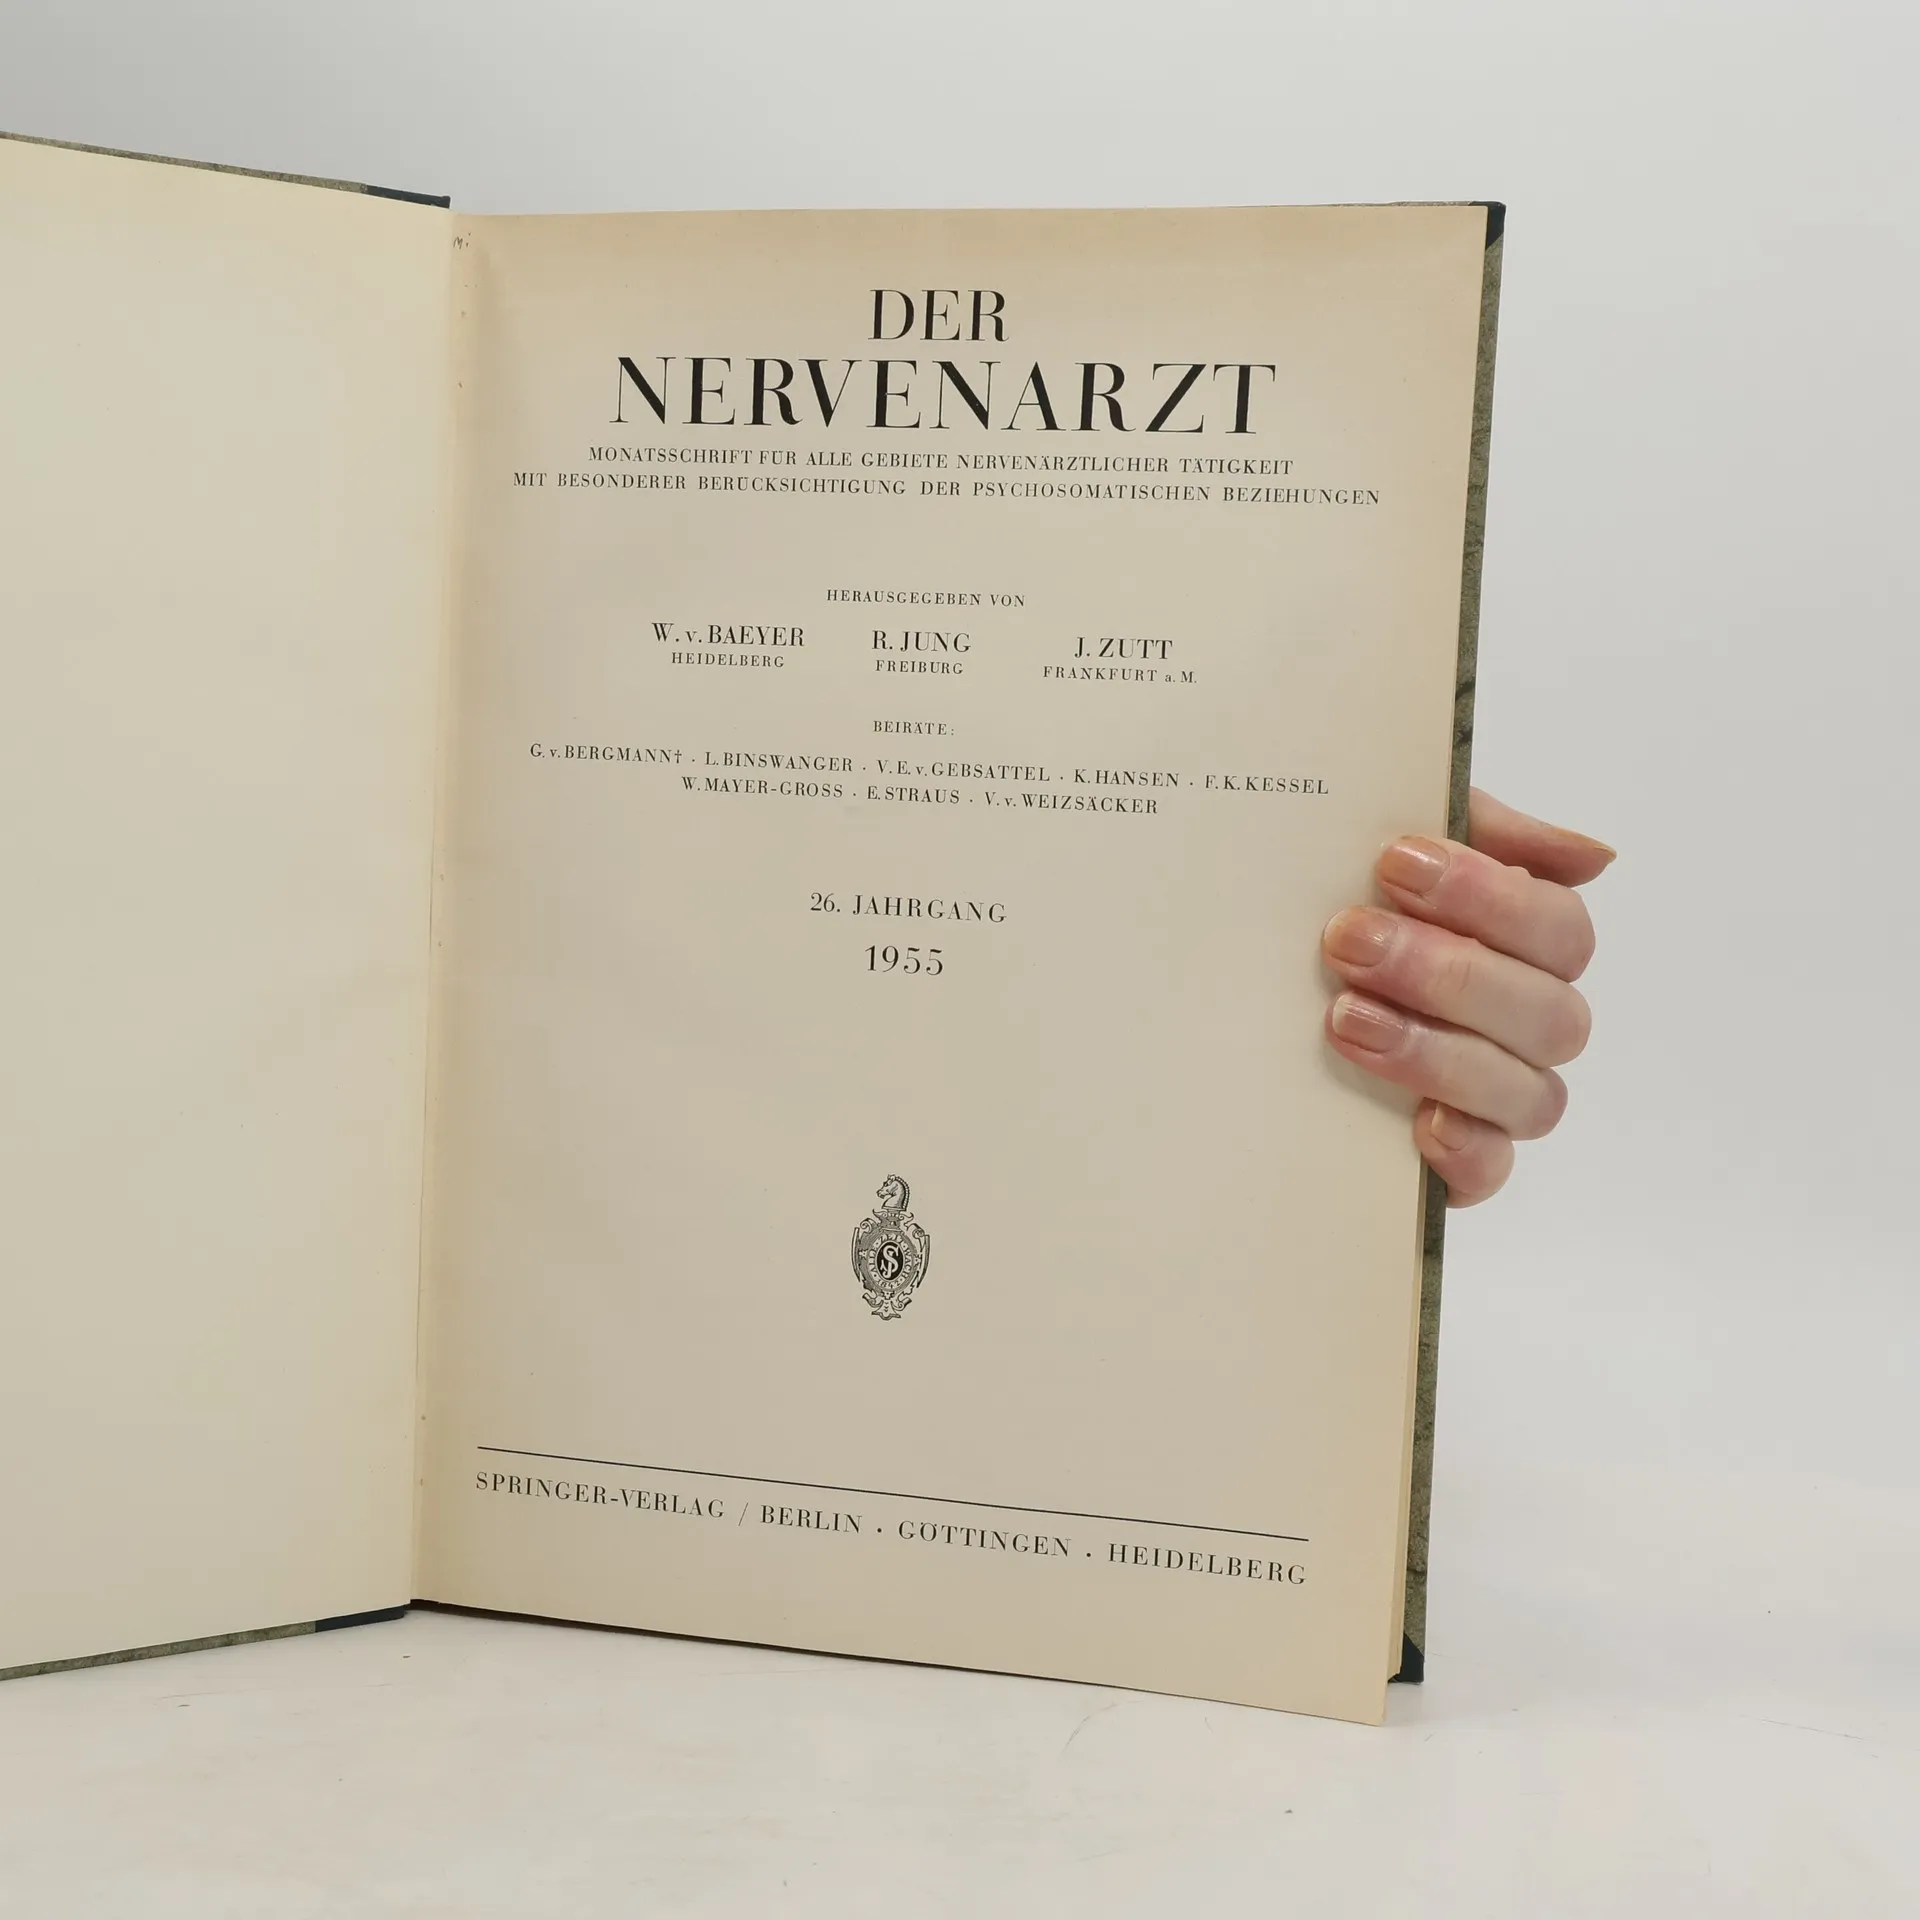 DER
NERVENARZT
MONATSSCHRIFT FÜR ALLE GEBIETE NERVENÄRZTLICHER TÄTIGKEIT
MIT BESONDERER BERÜCKSICHTIGUNG DER PSYCHOSOMATISCHEN BEZIEHUNGEN
HERAUSGEGEBEN VON
W. v. BAEYER R. JUNG J. ZUTT
HEIDELBERG FREIBURG FRANKFURT a. M.
BEIRÄTE:
G. v. BERGMANN† · L. BINSWANGER · V. E. v. GEBSATTEL · K. HANSEN · F. K. KESSEL
W. MAYER-GROSS · E. STRAUS · V. v. WEIZSÄCKER
26. JAHRGANG
1955
SPRINGER-VERLAG / BERLIN · GÖTTINGEN · HEIDELBERG